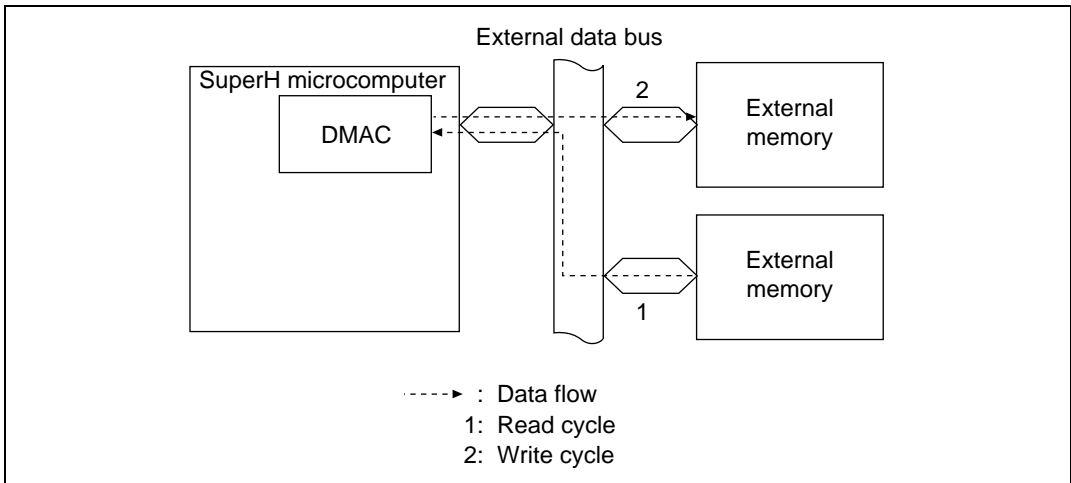 External data bus
SuperH microcomputer
DMAC
2
External
memory
External
memory
1
: Data flow
1: Read cycle
2: Write cycle